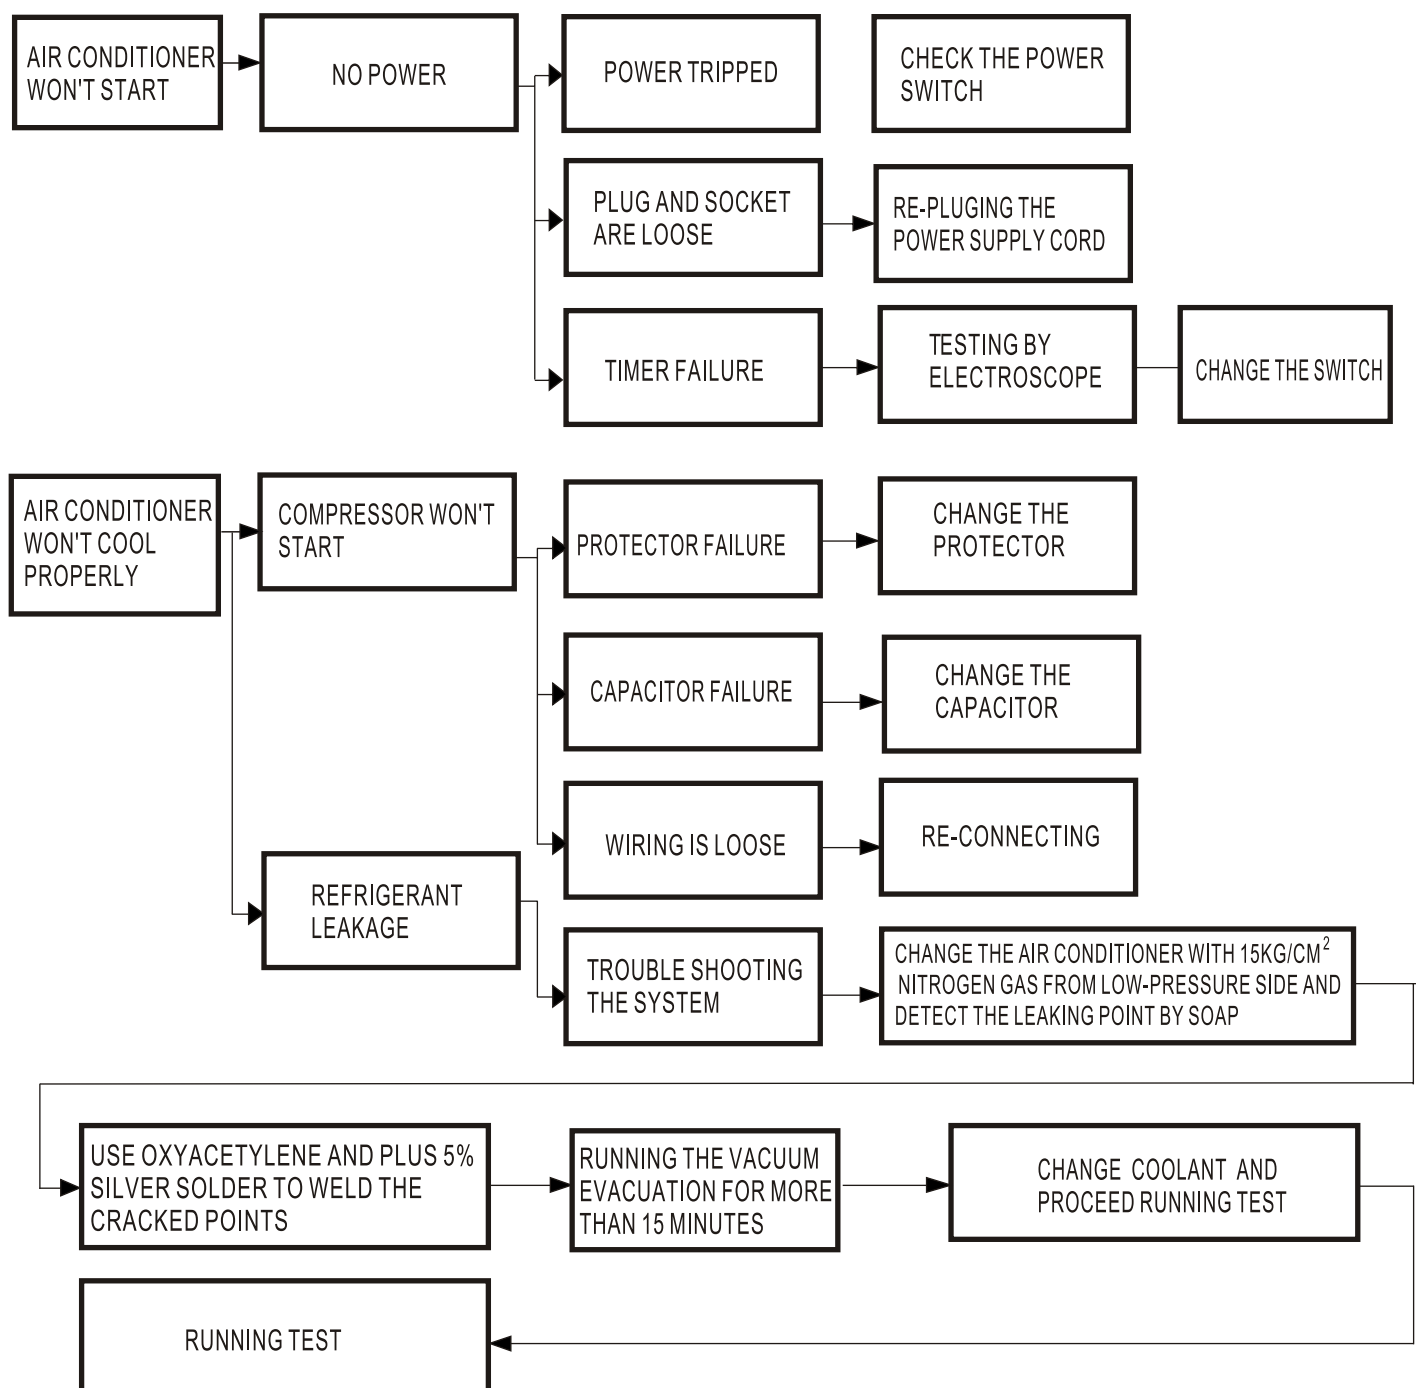 AIR CONDITIONER
WON'T START
NO POWER
POWER TRIPPED
CHECK THE POWER
SWITCH
PLUG AND SOCKET
ARE LOOSE
RE-PLUGING THE
POWER SUPPLY CORD
TIMER FAILURE
TESTING BY
ELECTROSCOPE
CHANGE THE SWITCH
AIR CONDITIONER
WON'T COOL
PROPERLY
COMPRESSOR WON'T
START
PROTECTOR FAILURE
CHANGE THE
PROTECTOR
CAPACITOR FAILURE
CHANGE THE
CAPACITOR
WIRING IS LOOSE
RE-CONNECTING
REFRIGERANT
LEAKAGE
TROUBLE SHOOTING
THE SYSTEM
CHANGE THE AIR CONDITIONER WITH 15KG/CM²
NITROGEN GAS FROM LOW-PRESSURE SIDE AND
DETECT THE LEAKING POINT BY SOAP
USE OXYACETYLENE AND PLUS 5%
SILVER SOLDER TO WELD THE
CRACKED POINTS
RUNNING THE VACUUM
EVACUATION FOR MORE
THAN 15 MINUTES
CHANGE COOLANT AND
PROCEED RUNNING TEST
RUNNING TEST